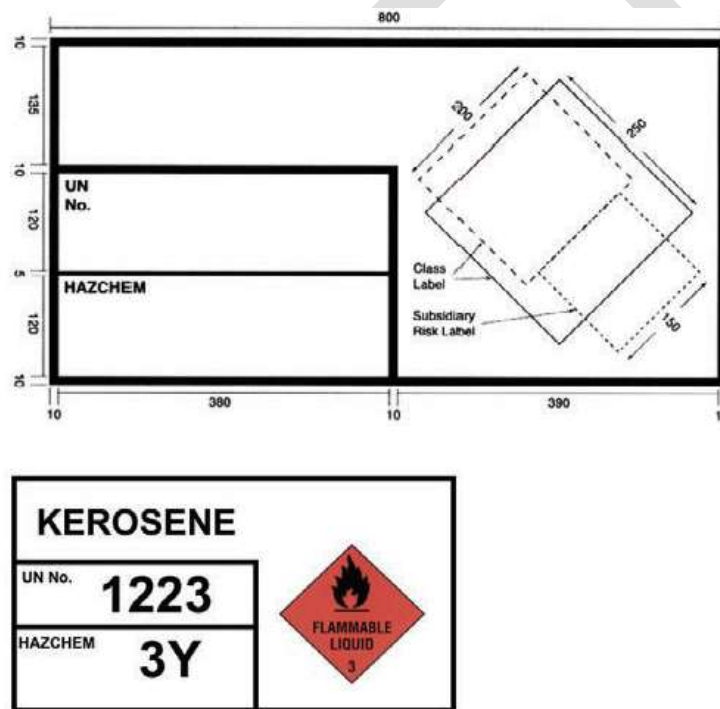 800
10
135
10
120
5
120
10
UN
No.
HAZCHEM
200
250
Class
Label
Subsidiary
Risk Label
150
10
380
10
390
KEROSENE
UN No. 1223
HAZCHEM 3Y
FLAMMABLE
LIQUID
3